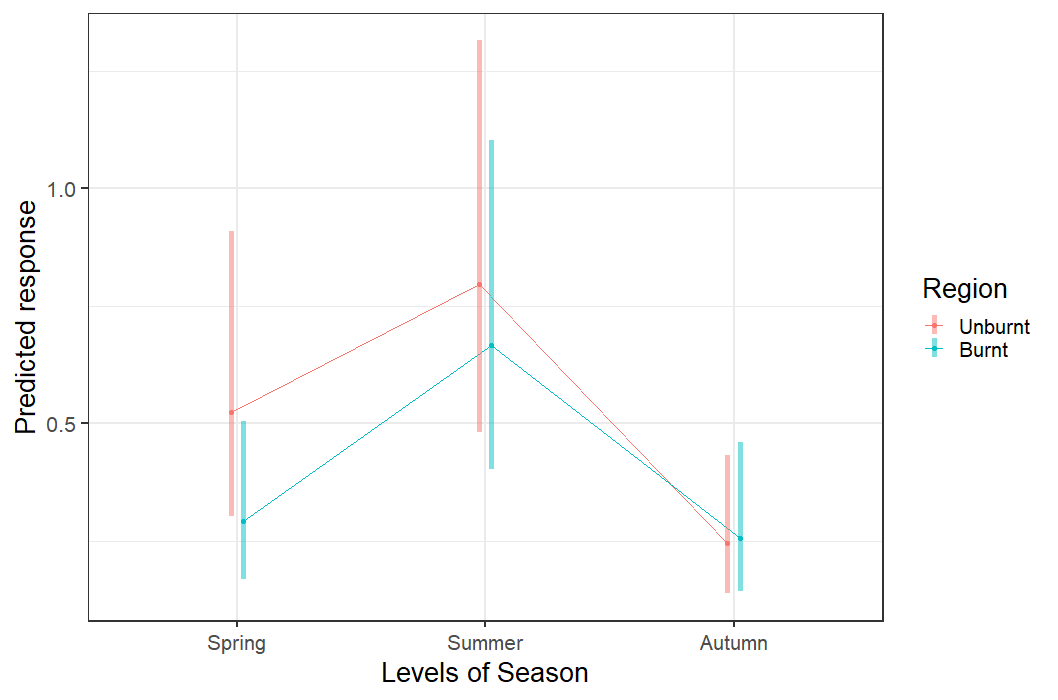 1.0
0.5
Predicted response
Spring
Summer
Autumn
Levels of Season
Region
Unburnt
Burnt